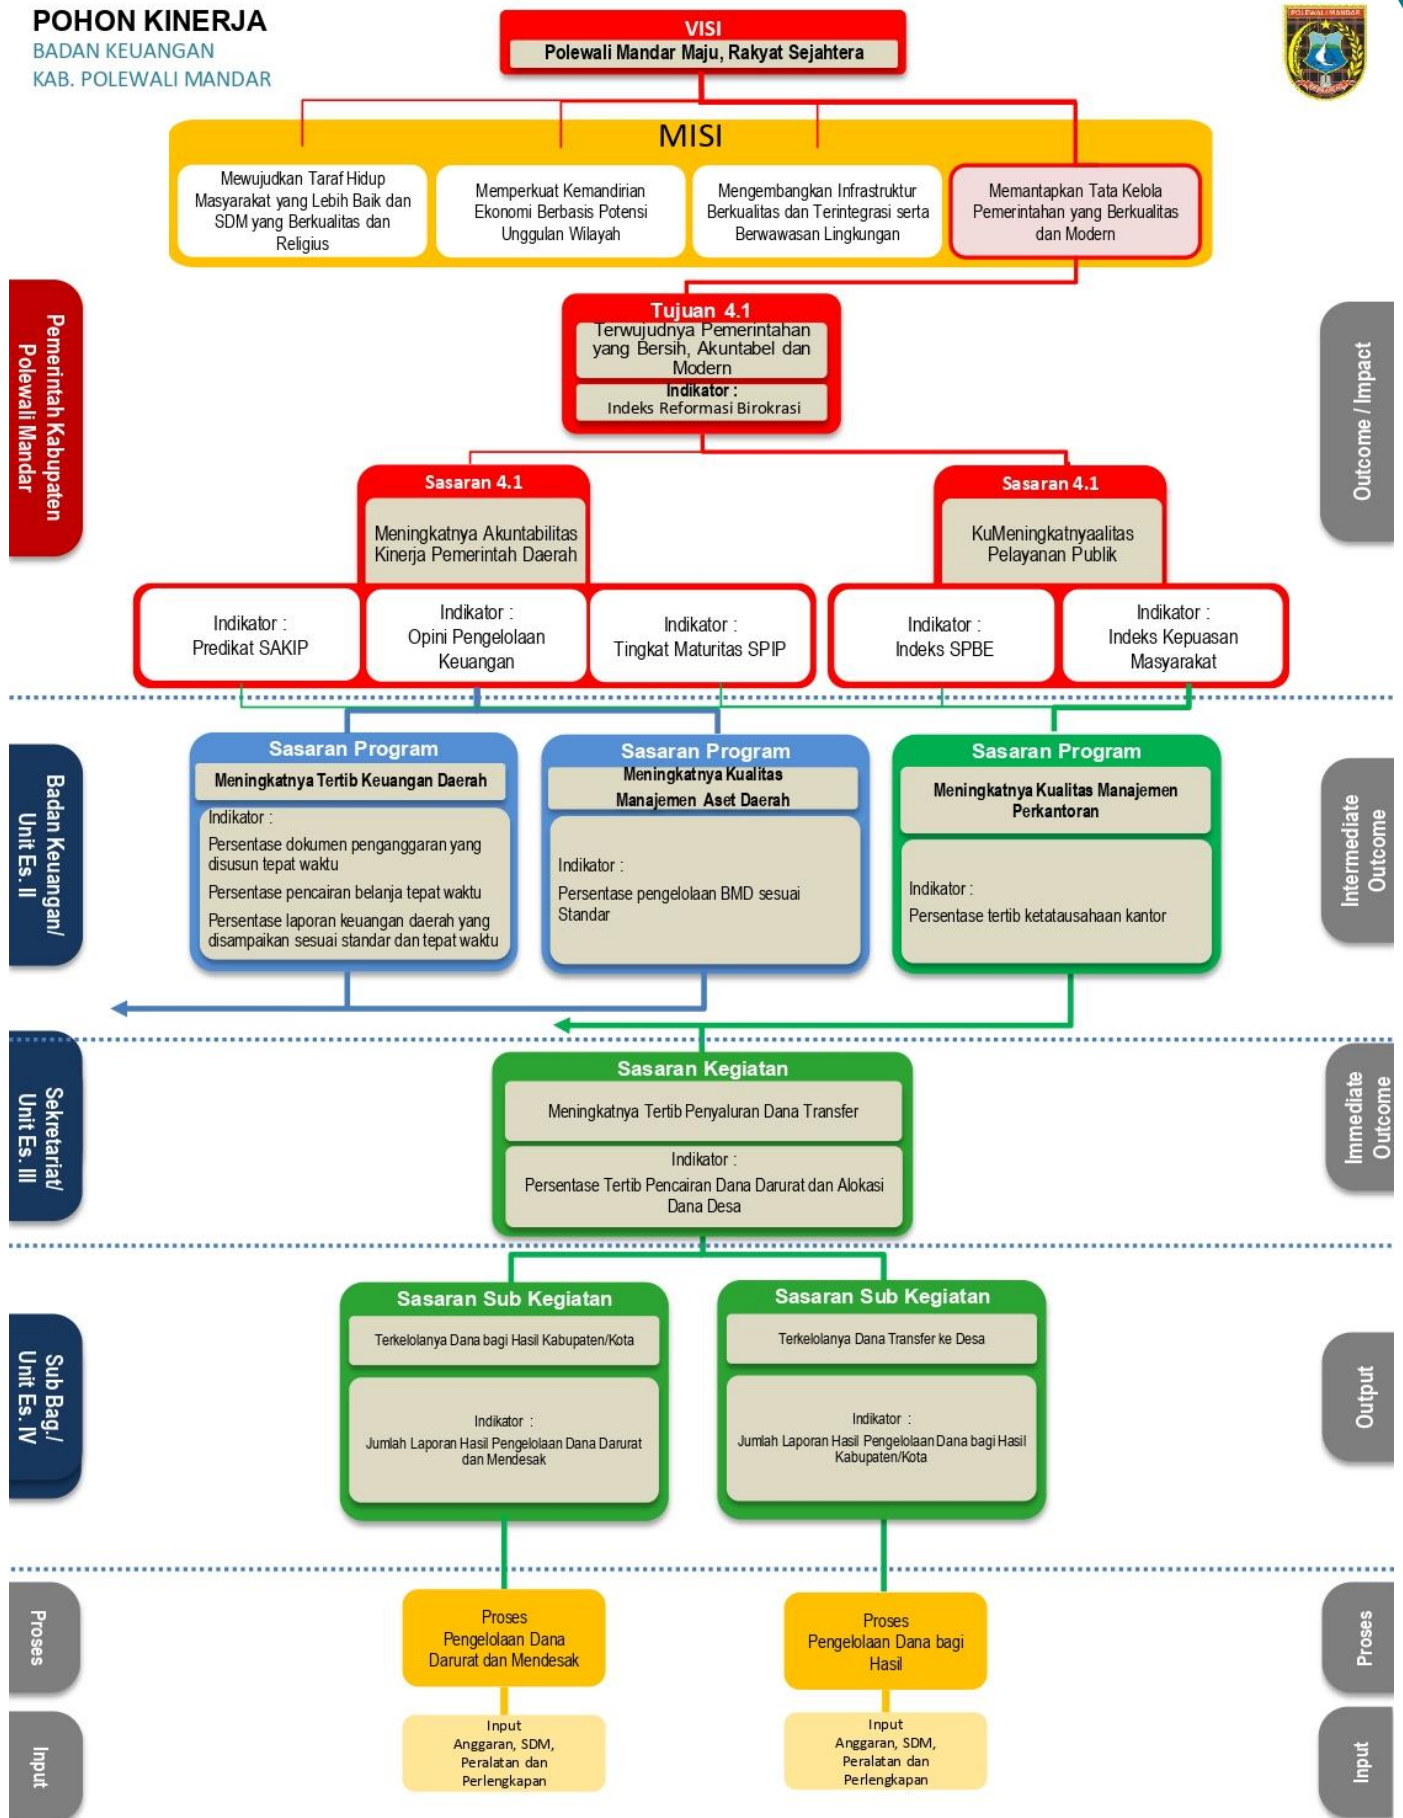 POHON KINERJA
BADAN KEUANGAN
KAB. POLEWALI MANDAR
POLEWALI MANDAR
VISI
Polewali Mandar Maju, Rakyat Sejahtera
MISI
Mewujudkan Taraf Hidup
Masyarakat yang Lebih Baik dan
SDM yang Berkualitas dan
Religius
Memperkuat Kemandirian
Ekonomi Berbasis Potensi
Unggulan Wilayah
Mengembangkan Infrastruktur
Berkualitas dan Terintegrasi serta
Berwawasan Lingkungan
Memantapkan Tata Kelola
Pemerintahan yang Berkualitas
dan Modern
Pemerintah Kabupaten
Polewali Mandar
Outcome / Impact
Tujuan 4.1
Terwujudnya Pemerintahan
yang Bersih, Akuntabel dan
Modern
Indikator :
Indeks Reformasi Birokrasi
Sasaran 4.1
Meningkatnya Akuntabilitas
Kinerja Pemerintah Daerah
Sasaran 4.1
KuMeningkatnyaalitas
Pelayanan Publik
Indikator :
Predikat SAKIP
Indikator :
Opini Pengelolaan
Keuangan
Indikator :
Tingkat Maturitas SPIP
Indikator :
Indeks SPBE
Indikator :
Indeks Kepuasan
Masyarakat
Badan Keuangan/
Unit Es. II
Intermediate
Outcome
Sasaran Program
Meningkatnya Tertib Keuangan Daerah
Indikator :
Persentase dokumen penganggaran yang
disusun tepat waktu
Persentase pencairan belanja tepat waktu
Persentase laporan keuangan daerah yang
disampaikan sesuai standar dan tepat waktu
Sasaran Program
Meningkatnya Kualitas
Manajemen Aset Daerah
Indikator :
Persentase pengelolaan BMD sesuai
Standar
Sasaran Program
Meningkatnya Kualitas Manajemen
Perkantoran
Indikator :
Persentase tertib ketatausahaan kantor
Sekretariat/
Unit Es. III
Immediate
Outcome
Sasaran Kegiatan
Meningkatnya Tertib Penyaluran Dana Transfer
Indikator :
Persentase Tertib Pencairan Dana Darurat dan Alokasi
Dana Desa
Sub Bag./
Unit Es. IV
Output
Sasaran Sub Kegiatan
Terkelolanya Dana bagi Hasil Kabupaten/Kota
Indikator :
Jumlah Laporan Hasil Pengelolaan Dana Darurat
dan Mendesak
Sasaran Sub Kegiatan
Terkelolanya Dana Transfer ke Desa
Indikator :
Jumlah Laporan Hasil Pengelolaan Dana bagi Hasil
Kabupaten/Kota
Proses
Proses
Proses
Pengelolaan Dana
Darurat dan Mendesak
Proses
Pengelolaan Dana bagi
Hasil
Input
Input
Input
Anggaran, SDM,
Peralatan dan
Perlengkapan
Input
Anggaran, SDM,
Peralatan dan
Perlengkapan